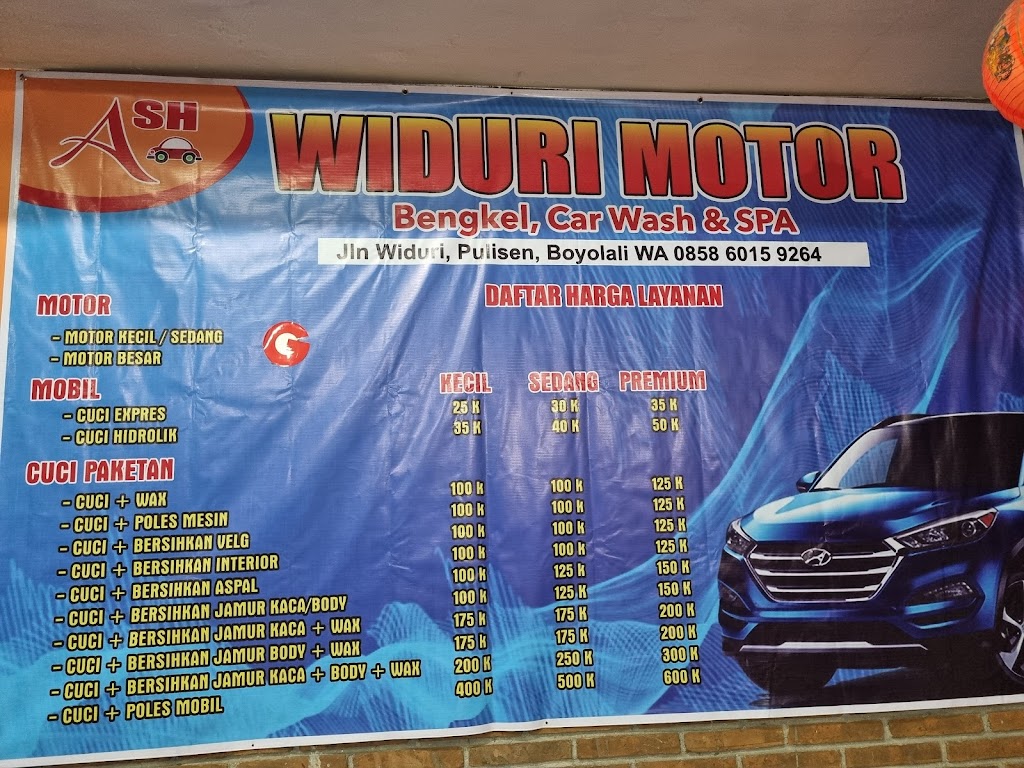 ASH
WIDURI MOTOR
Bengkel, Car Wash & SPA
Jln Widuri, Pulisen, Boyolali WA 0858 6015 9264
DAFTAR HARGA LAYANAN
MOTOR
- MOTOR KECIL / SEDANG
- MOTOR BESAR
MOBIL KECIL SEDANG PREMIUM
- CUCI EXPRES 25 K 30 K 35 K
- CUCI HIDROLIK 35 K 40 K 50 K
CUCI PAKETAN
- CUCI + WAX 100 K 100 K 125 K
- CUCI + POLES MESIN 100 K 100 K 125 K
- CUCI + BERSIHKAN VELG 100 K 100 K 125 K
- CUCI + BERSIHKAN INTERIOR 100 K 100 K 125 K
- CUCI + BERSIHKAN ASPAL 100 K 125 K 150 K
- CUCI + BERSIHKAN JAMUR KACA/BODY 100 K 125 K 150 K
- CUCI + BERSIHKAN JAMUR KACA + WAX 175 K 175 K 200 K
- CUCI + BERSIHKAN JAMUR BODY + WAX 175 K 175 K 200 K
- CUCI + BERSIHKAN JAMUR KACA + BODY + WAX 200 K 250 K 300 K
- CUCI + POLES MOBIL 400 K 500 K 600 K